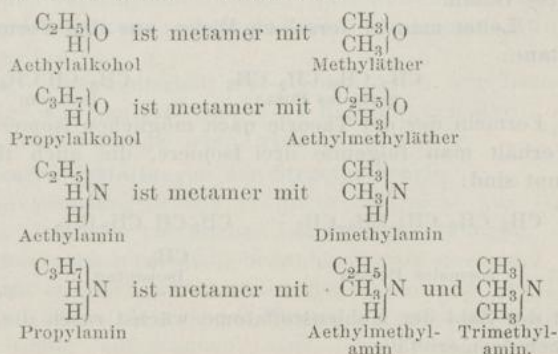 C2H5
H}O ist metamer mit CH3
CH3}O
Aethylalkohol Methyläther
C3H7
H}O ist metamer mit C2H5
CH3}O
Propylalkohol Aethylmethyläther
C2H5
H
H}N ist metamer mit CH3
CH3
H}N
Aethylamin Dimethylamin
C3H7
H
H}N ist metamer mit C2H5
CH3
H}N und CH3
CH3
CH3}N
Propylamin Aethylmethyl- Trimethyl-
amin amin.